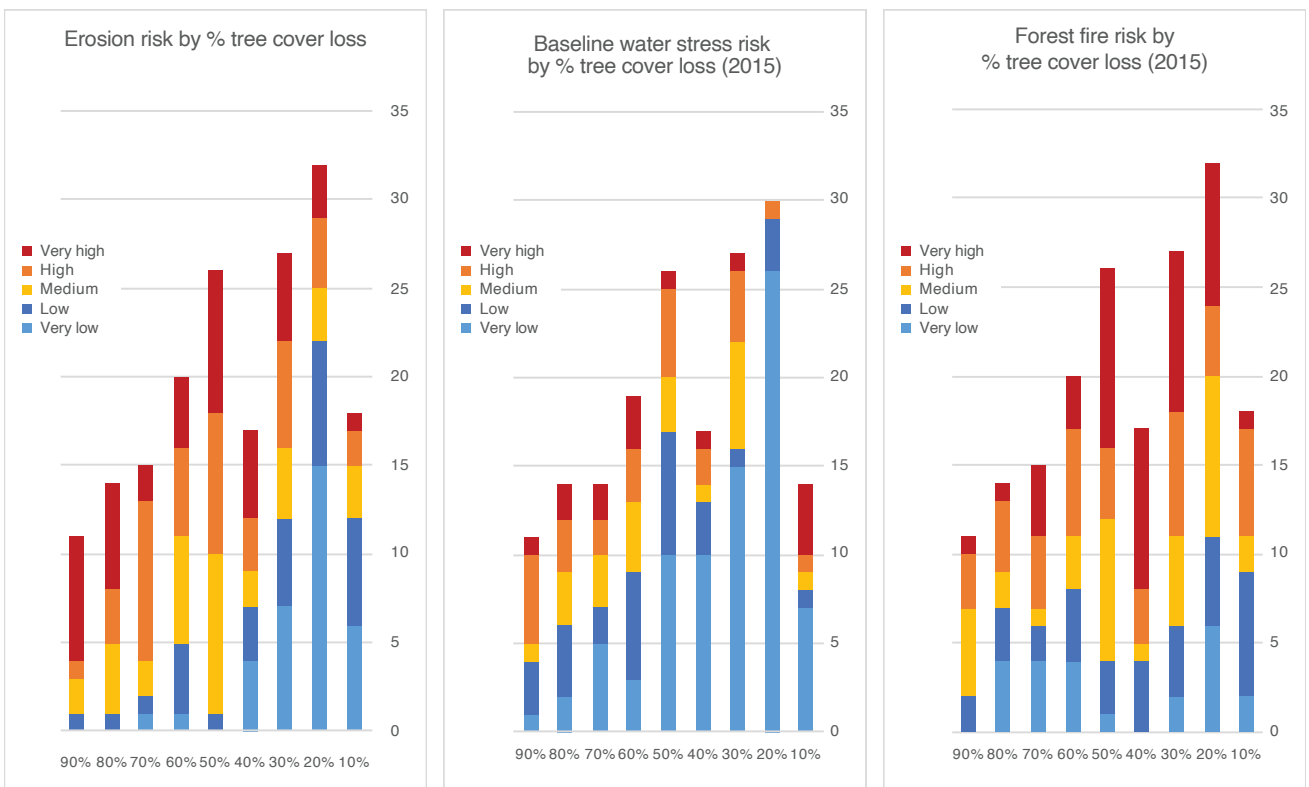 Erosion risk by % tree cover loss
35
30
Very high
High
Medium
25
Low
Very low
20
15
10
5
0
90% 80% 70% 60% 50% 40% 30% 20% 10%
Baseline water stress risk
by % tree cover loss (2015)
35
30
Very high
High
Medium
25
Low
Very low
20
15
10
5
0
90% 80% 70% 60% 50% 40% 30% 20% 10%
Forest fire risk by
% tree cover loss (2015)
35
30
Very high
High
Medium
25
Low
Very low
20
15
10
5
0
90% 80% 70% 60% 50% 40% 30% 20% 10%